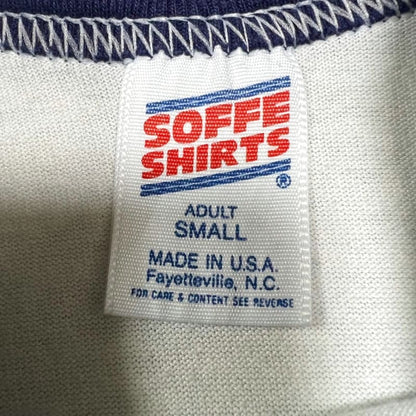 SOFFE
SHIRTS
®
ADULT
SMALL
MADE IN U.S.A.
Fayetteville, N.C.
FOR CARE & CONTENT SEE REVERSE